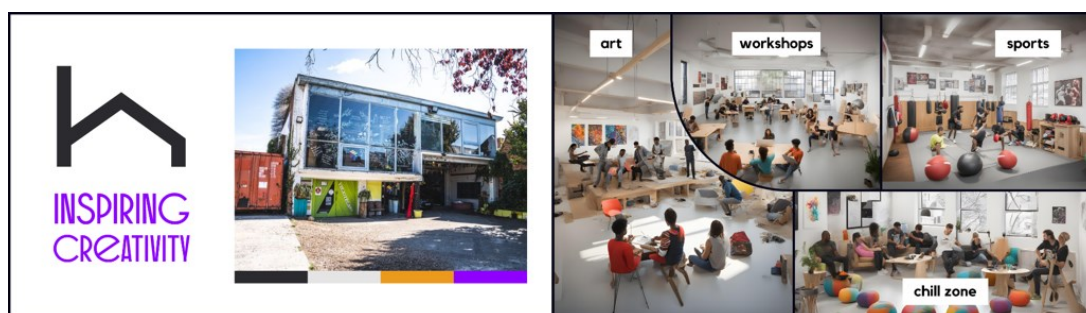 INSPIRING
CREATIVITY
art
workshops
sports
chill zone